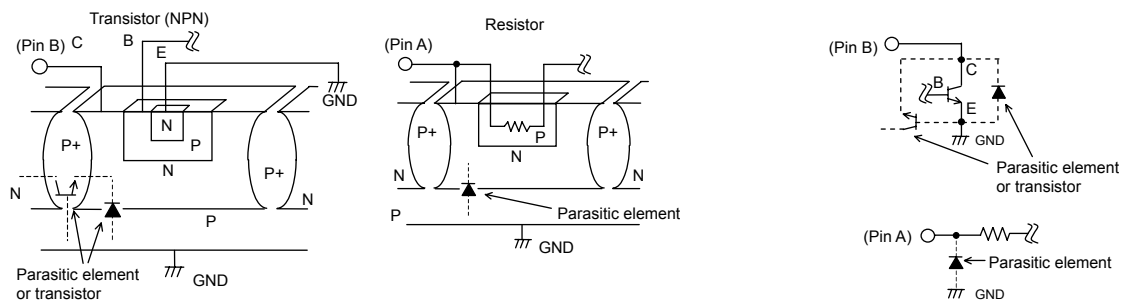 Transistor (NPN)
(Pin B)
C
B
E
GND
N
P+
P
P+
N
N
N
P
GND
Parasitic element
or transistor
Resistor
(Pin A)
P+
P
P+
N
N
N
Parasitic element
P
GND
(Pin B)
C
B
E
GND
Parasitic element
or transistor
(Pin A)
Parasitic element
GND